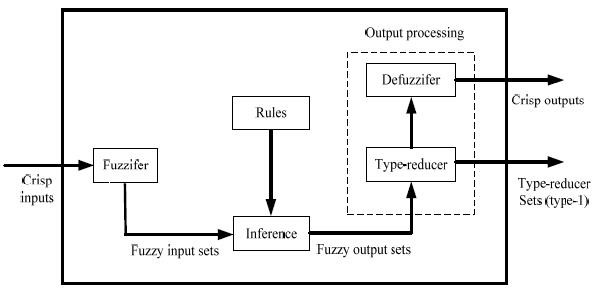 Output processing
Defuzzifer
Crisp outputs
Rules
Fuzzifer
Type-reducer
Crisp
inputs
Type-reducer
Sets (type-1)
Inference
Fuzzy input sets
Fuzzy output sets